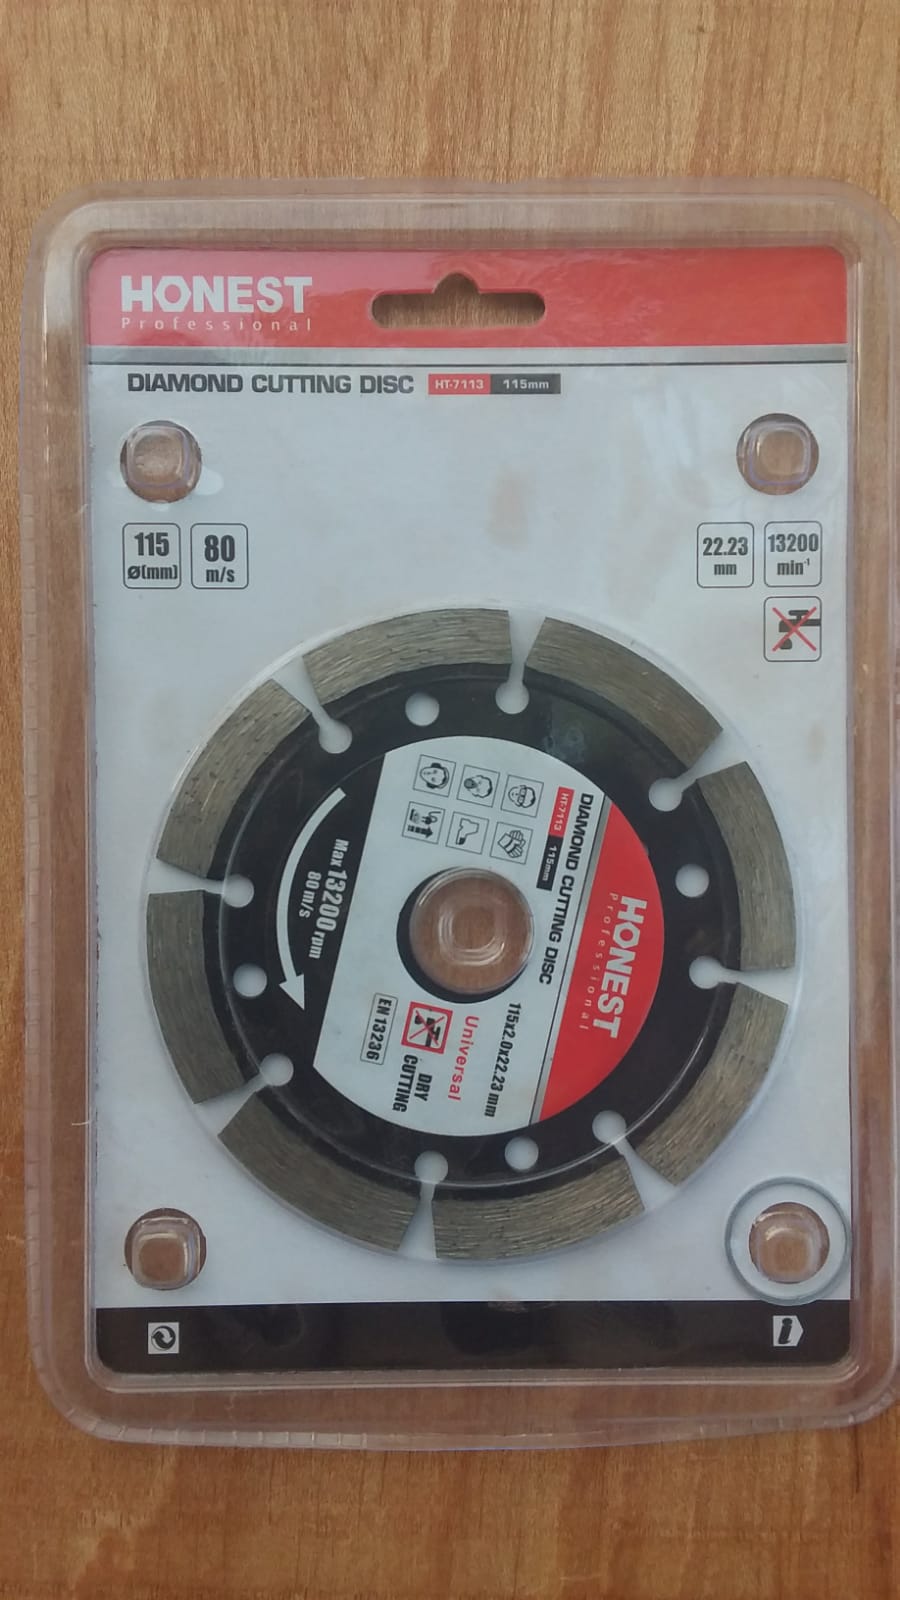 HONEST
Professional
DIAMOND CUTTING DISC HT-7113 115mm
115
Ø(mm)
80
m/s
22.23
mm
13200
min⁻¹
HONEST
Professional
DIAMOND CUTTING DISC
HT-7113 115mm
115x2.0x22.23 mm
Universal
DRY
CUTTING
EN 13236
Max 13200 rpm
80 m/s